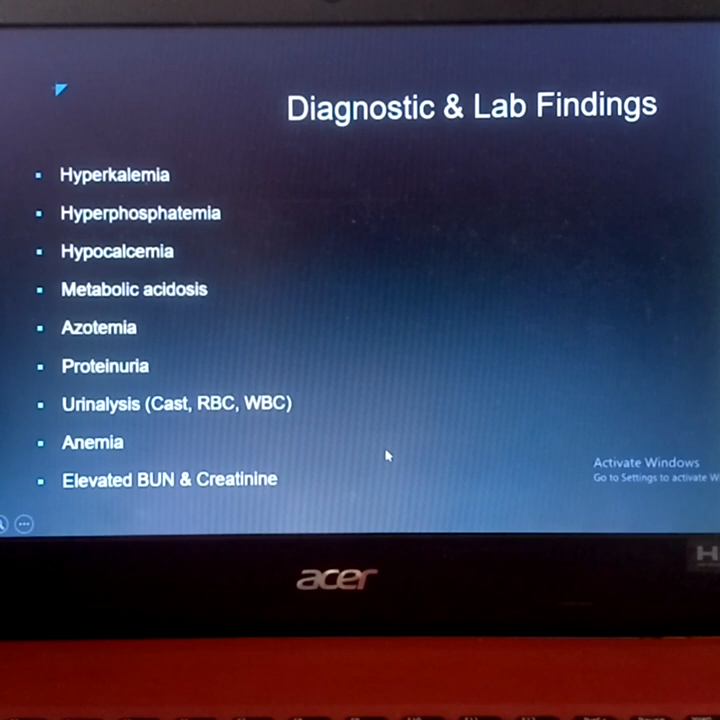 Diagnostic & Lab Findings
Hyperkalemia
Hyperphosphatemia
Hypocalcemia
Metabolic acidosis
Azotemia
Proteinuria
Urinalysis (Cast, RBC, WBC)
Anemia
Elevated BUN & Creatinine
Activate Windows
Go to Settings to activate W
acer
H